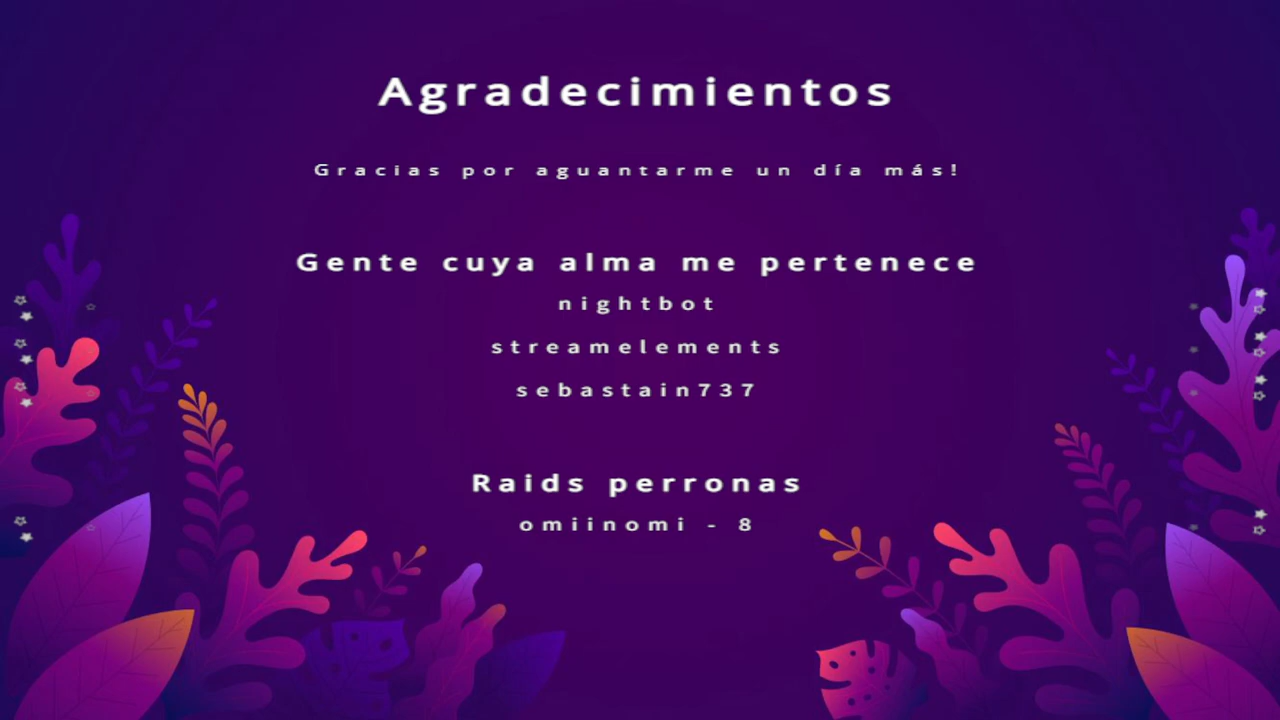 Agradecimientos
Gracias por aguantarme un día más!
Gente cuya alma me pertenece
nightbot
streamelements
sebastain737
Raids perronas
omiinomi - 8